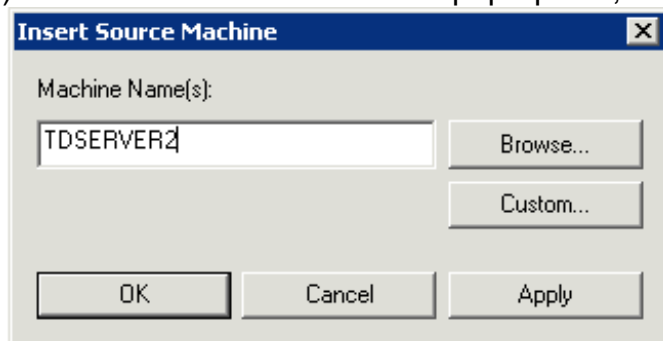 Insert Source Machine
Machine Name(s):
TDSERVER2
Browse...
Custom...
OK Cancel Apply